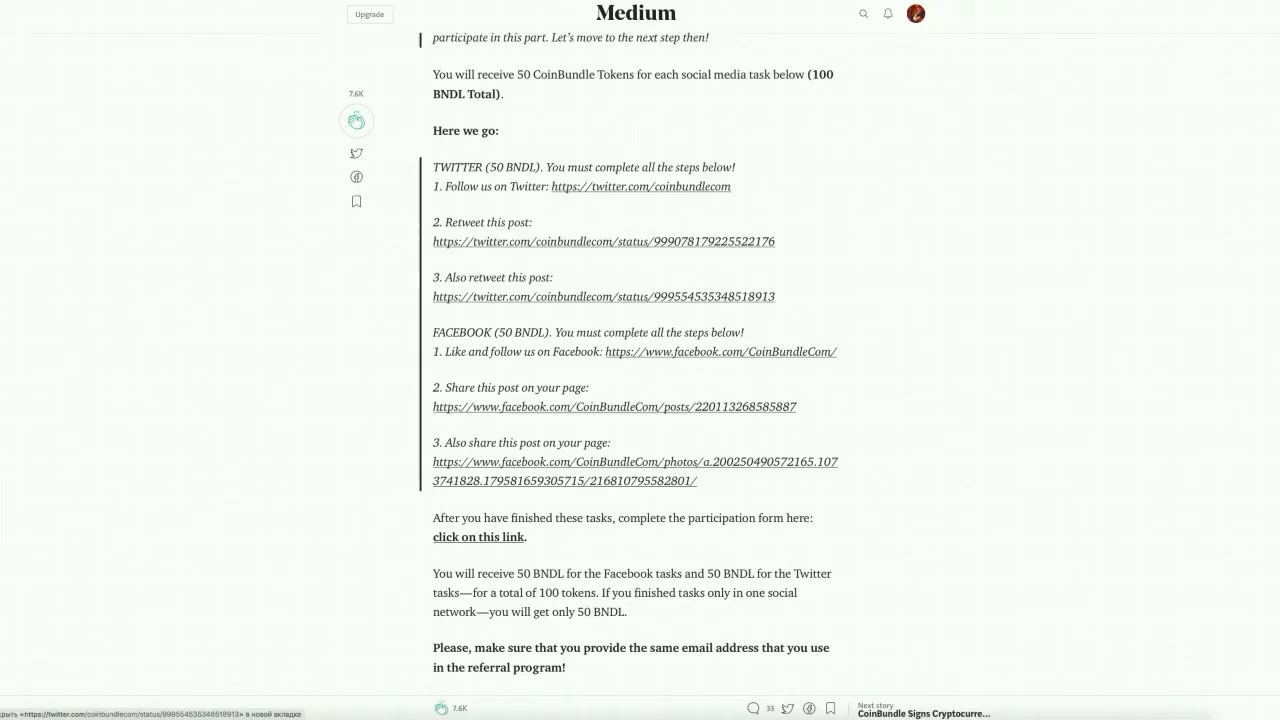 Upgrade
Medium
participate in this part. Let's move to the next step then!
You will receive 50 CoinBundle Tokens for each social media task below (100
BNDL Total).
7.6K
Here we go:
TWITTER (50 BNDL). You must complete all the steps below!
1. Follow us on Twitter: https://twitter.com/coinbundlecom
2. Retweet this post:
https://twitter.com/coinbundlecom/status/999078179225522176
3. Also retweet this post:
https://twitter.com/coinbundlecom/status/999554535348518913
FACEBOOK (50 BNDL). You must complete all the steps below!
1. Like and follow us on Facebook: https://www.facebook.com/CoinBundleCom/
2. Share this post on your page:
https://www.facebook.com/CoinBundleCom/posts/220113268585887
3. Also share this post on your page:
https://www.facebook.com/CoinBundleCom/photos/a.200250490572165.107
3741828.179581659305715/216810795582801/
After you have finished these tasks, complete the participation form here:
click on this link.
You will receive 50 BNDL for the Facebook tasks and 50 BNDL for the Twitter
tasks—for a total of 100 tokens. If you finished tasks only in one social
network—you will get only 50 BNDL.
Please, make sure that you provide the same email address that you use
in the referral program!
7.6K
33
Next story
CoinBundle Signs Cryptocurre...
крыть «https://twitter.com/coinbundlecom/status/999554535348518913» в новой вкладке